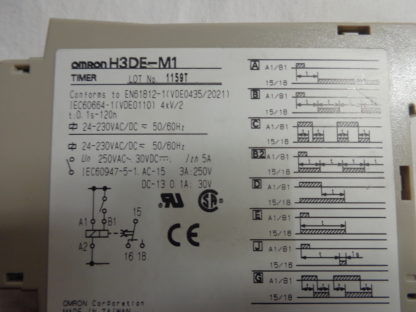 OMRON H3DE-M1
TIMER LOT No. 1159T
Conforms to EN61812-1(VDE0435/2021)
IEC60664-1(VDE0110) 4kV/2
t:0.1s-120h
24-230VAC/DC 50/60Hz
24-230VAC/DC 50/60Hz
Un 250VAC~ 30VDC Ith 5A
IEC60947-5-1.AC-15 3A:250V
DC-13 0.1A:30V
A1 B1 15
A2 16 18
OMRON Corporation
MADE IN TAIWAN
A A1/B1
15/18
B A1/B1
15/18
C A1/B1
15/18
B2 A1/B1
15/18
D A1/B1
15/18
E A1/B1
15/18
J A1/B1
15/18
G A1/B1
15/18